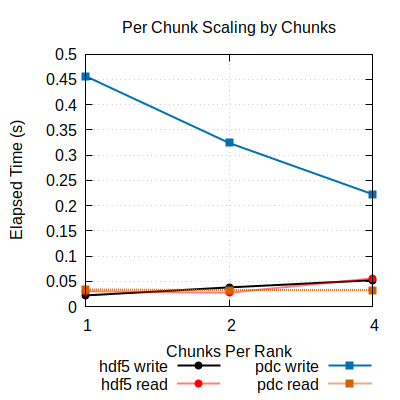 Per Chunk Scaling by Chunks
0.5
0.45
0.4
0.35
0.3
0.25
0.2
0.15
0.1
0.05
0
Elapsed Time (s)
1 2 4
Chunks Per Rank
hdf5 write pdc write
hdf5 read pdc read